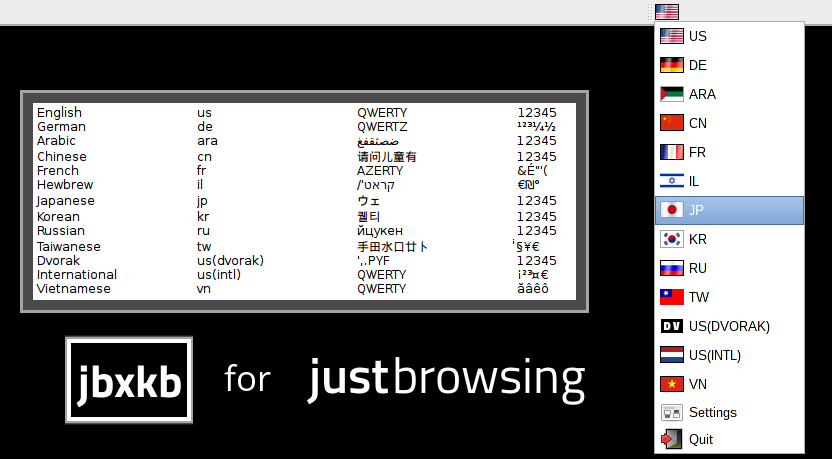 English us QWERTY 12345
German de QWERTZ ¹²³¼½
Arabic ara ضصثقفغ 12345
Chinese cn 请问儿童有 12345
French fr AZERTY &É"'(
Hewbrew il /'קראט €₪°
Japanese jp ウェ 12345
Korean kr 퀠티 12345
Russian ru йцукен 12345
Taiwanese tw 手田水口廿卜 §¥€
Dvorak us(dvorak) ',.PYF 12345
International us(intl) QWERTY ¡²³¤€
Vietnamese vn QWERTY ăâêô
jbxkb for justbrowsing
US
DE
ARA
CN
FR
IL
JP
KR
RU
TW
DV US(DVORAK)
US(INTL)
VN
Settings
Quit